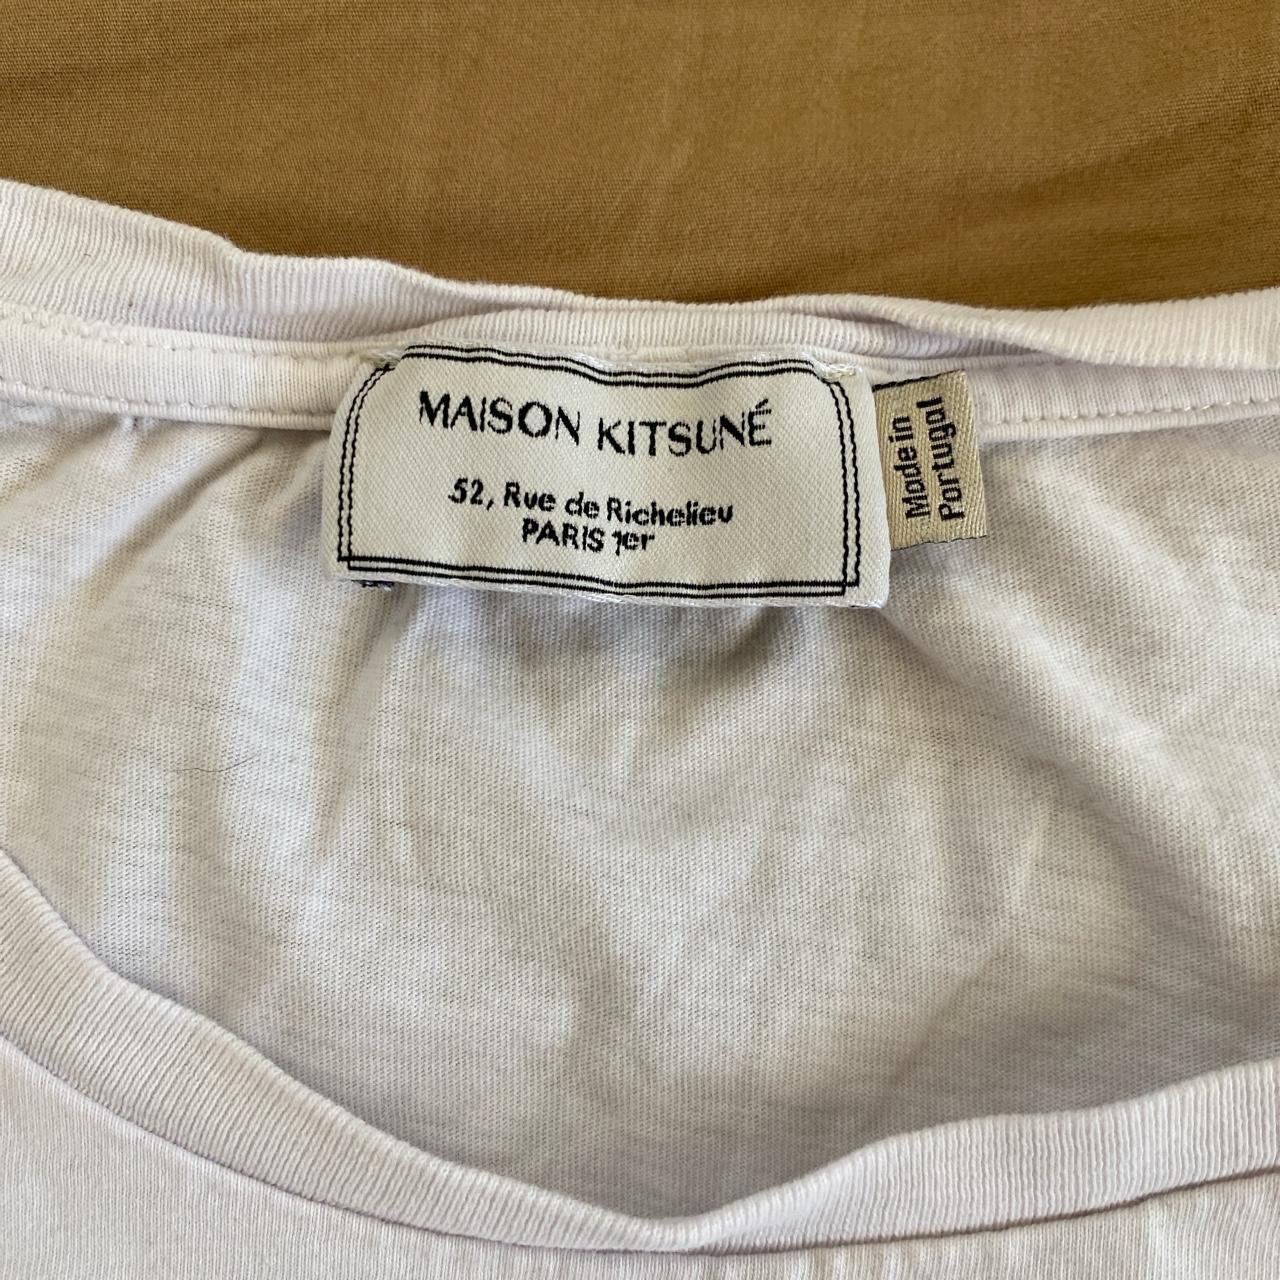 MAISON KITSUNÉ
52, Rue de Richelieu
PARIS 1er
Made in
Portugal